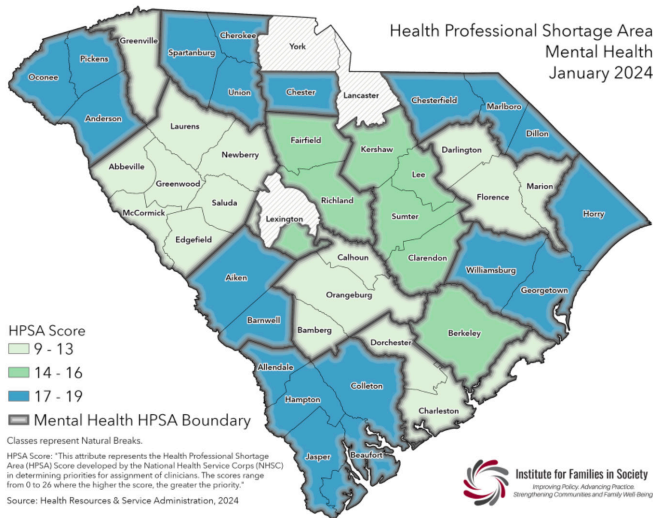 Health Professional Shortage Area
Mental Health
January 2024
Greenville
Cherokee
York
Spartanburg
Pickens
Oconee
Union
Chester
Lancaster
Chesterfield
Marlboro
Anderson
Laurens
Fairfield
Kershaw
Darlington
Dillon
Newberry
Abbeville
Lee
Marion
Greenwood
Florence
Saluda
Richland
McCormick
Lexington
Sumter
Horry
Edgefield
Calhoun
Clarendon
Aiken
Williamsburg
Orangeburg
Georgetown
Barnwell
Bamberg
Berkeley
Dorchester
Allendale
Colleton
Hampton
Charleston
Jasper
Beaufort
HPSA Score
9 - 13
14 - 16
17 - 19
Mental Health HPSA Boundary
Classes represent Natural Breaks.
HPSA Score: "This attribute represents the Health Professional Shortage
Area (HPSA) Score developed by the National Health Service Corps (NHSC)
in determining priorities for assignment of clinicians. The scores range
from 0 to 26 where the higher the score, the greater the priority."
Source: Health Resources & Service Administration, 2024
Institute for Families in Society
Improving Policy. Advancing Practice.
Strengthening Communities and Family Well-Being